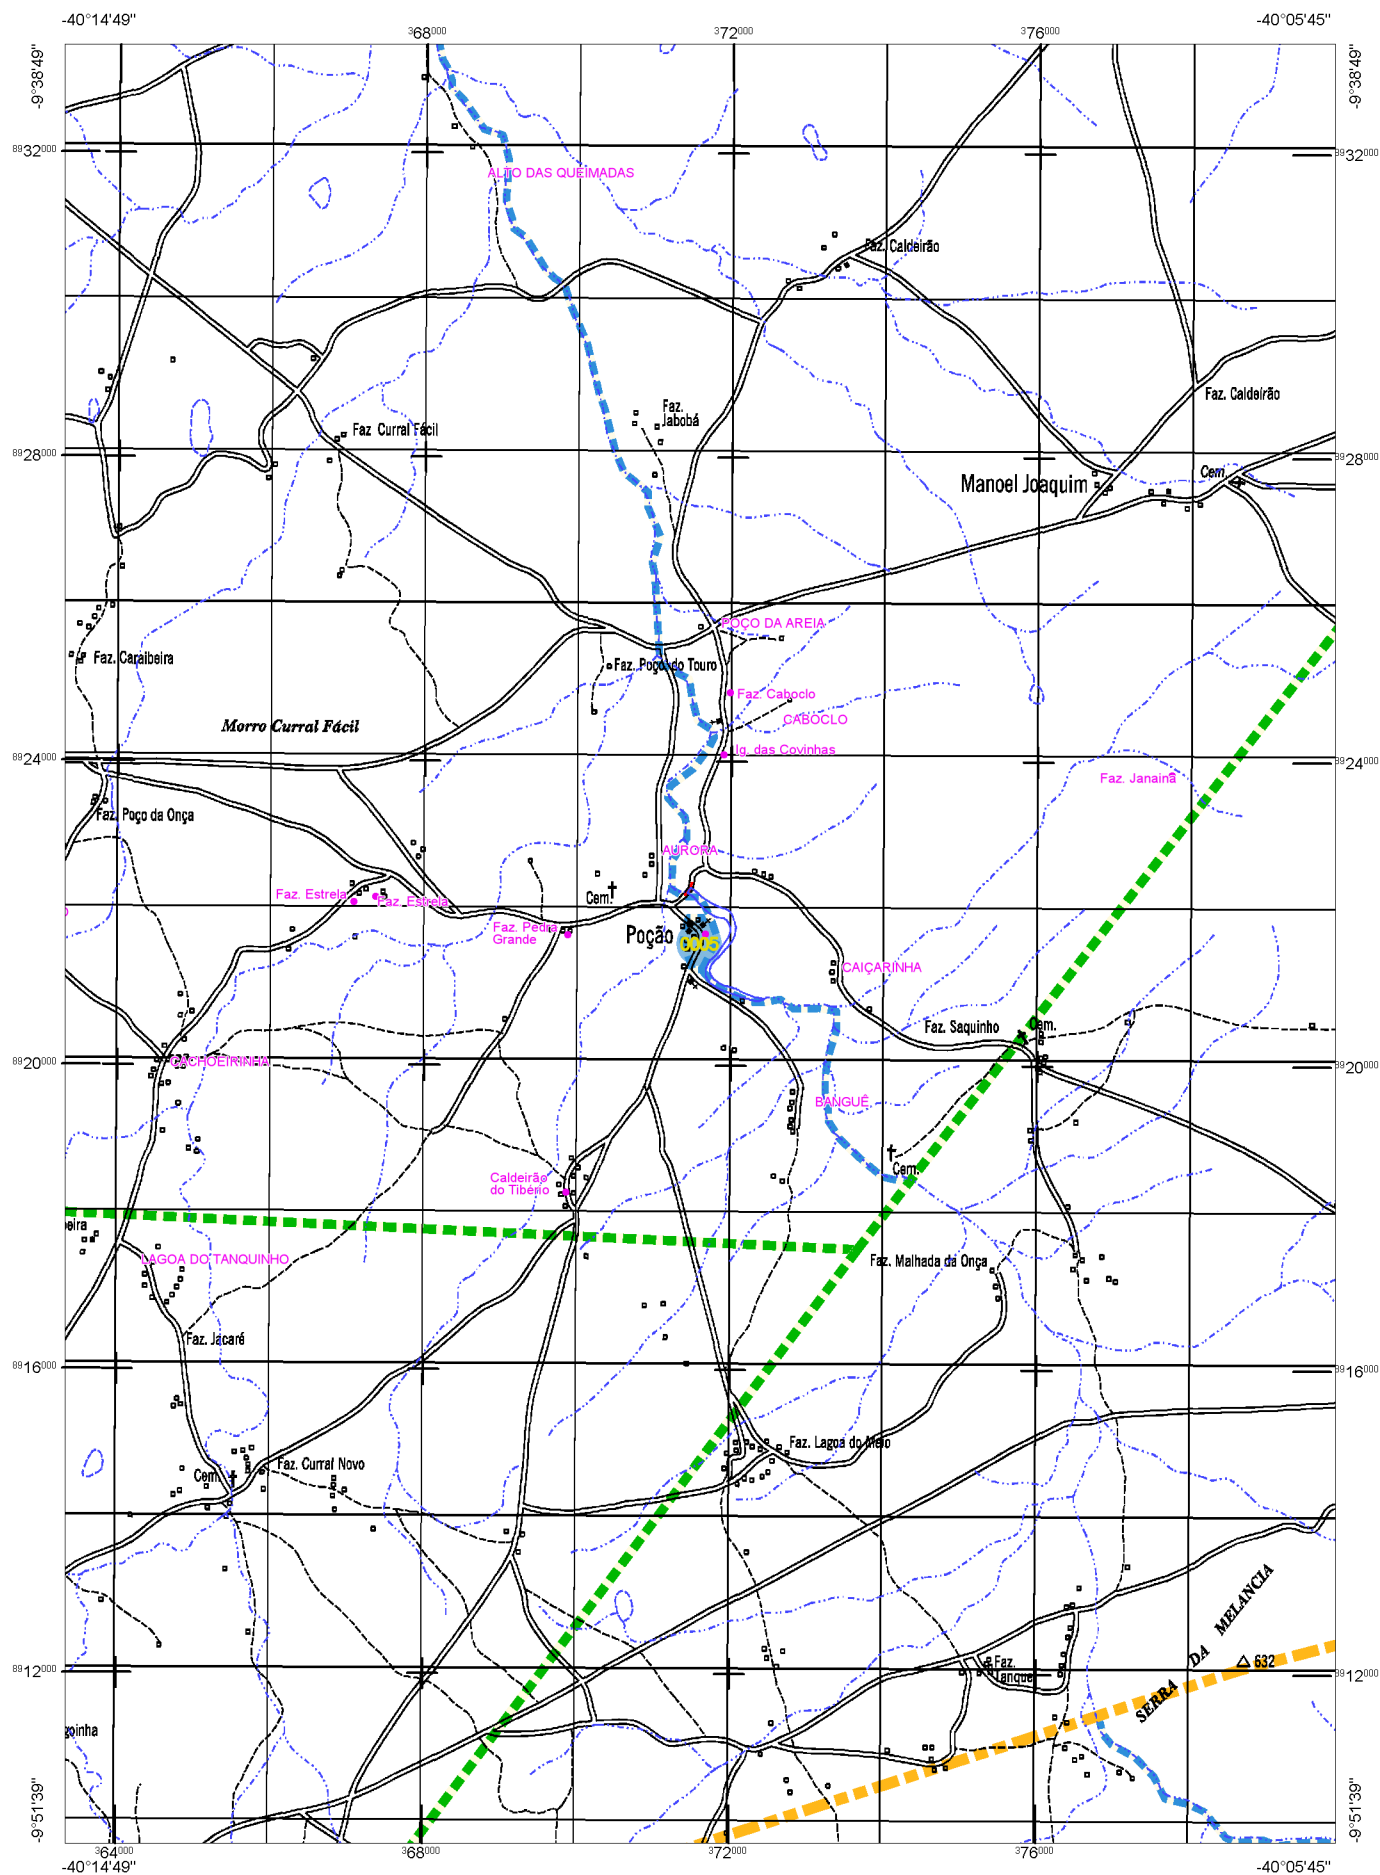 -40°14'49"
368000
372000
376000
-40°05'45"
-9°38'49"
-9°38'49"
8932000
8932000
ALTO DAS QUEIMADAS
Faz. Caldeirão
Faz. Caldeirão
Faz.
Jabobá
Faz Curral Fácil
8928000
8928000
Cem.
Manoel Joaquim
POÇO DA AREIA
Faz. Caraibeira
Faz. Poço do Touro
Faz. Caboclo
CABOCLO
Morro Curral Fácil
Ig. das Covinhas
8924000
8924000
Faz. Janaina
Faz. Poço da Onça
AURORA
Faz. Estrela
Faz. Estrela
Cem.
Faz. Pedra
Grande
Poção
0005
CAIÇARINHA
Faz. Saquinho
Cem.
CACHOEIRINHA
8920000
8920000
BANGUÊ
Cem.
Caldeirão
do Tibério
eira
LAGOA DO TANQUINHO
Faz. Malhada da Onça
Faz. Jacaré
8916000
8916000
Faz. Lagoa do Meio
Cem.
Faz. Curral Novo
SERRA DA MELANCIA
632
Faz.
Tanque
8912000
8912000
oinha
-9°51'39"
-9°51'39"
364000
368000
372000
376000
-40°14'49"
-40°05'45"